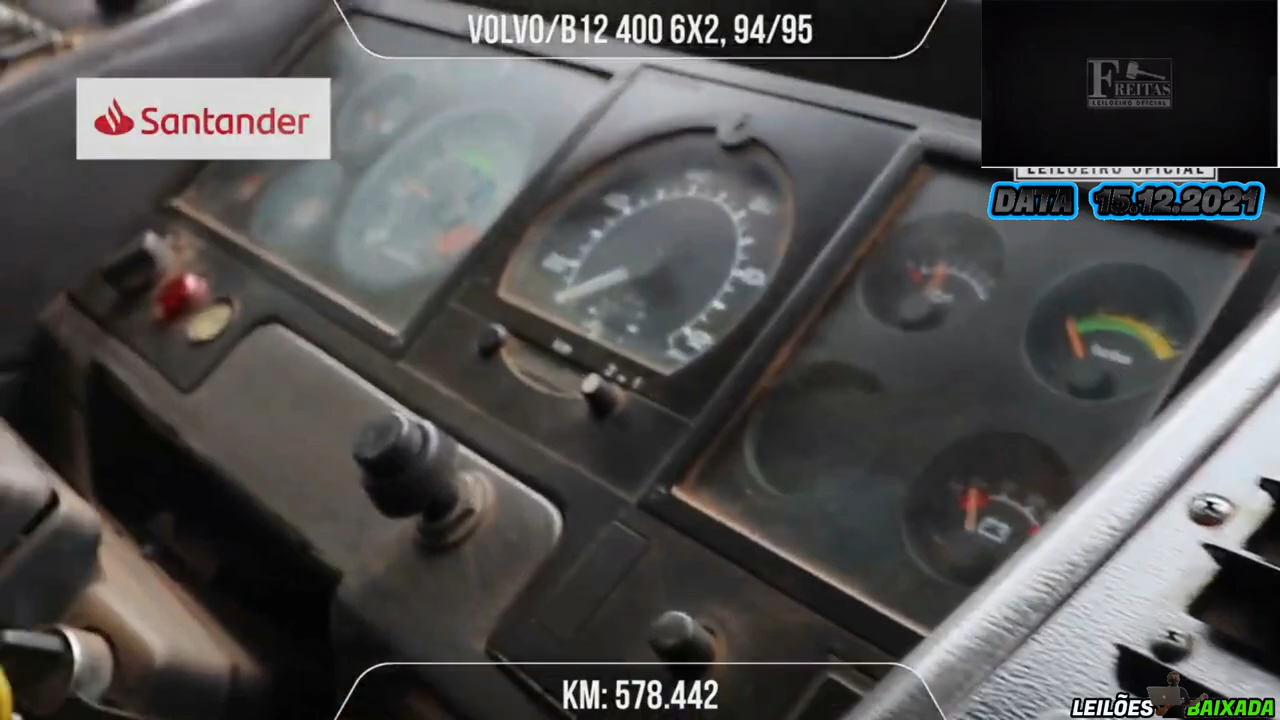 VOLVO/B12 400 6X2, 94/95
Santander
FREITAS
LEILOEIRO OFICIAL
LEILOEIRO OFICIAL
DATA 15.12.2021
turbo
KM: 578.442
LEILÕES BAIXADA